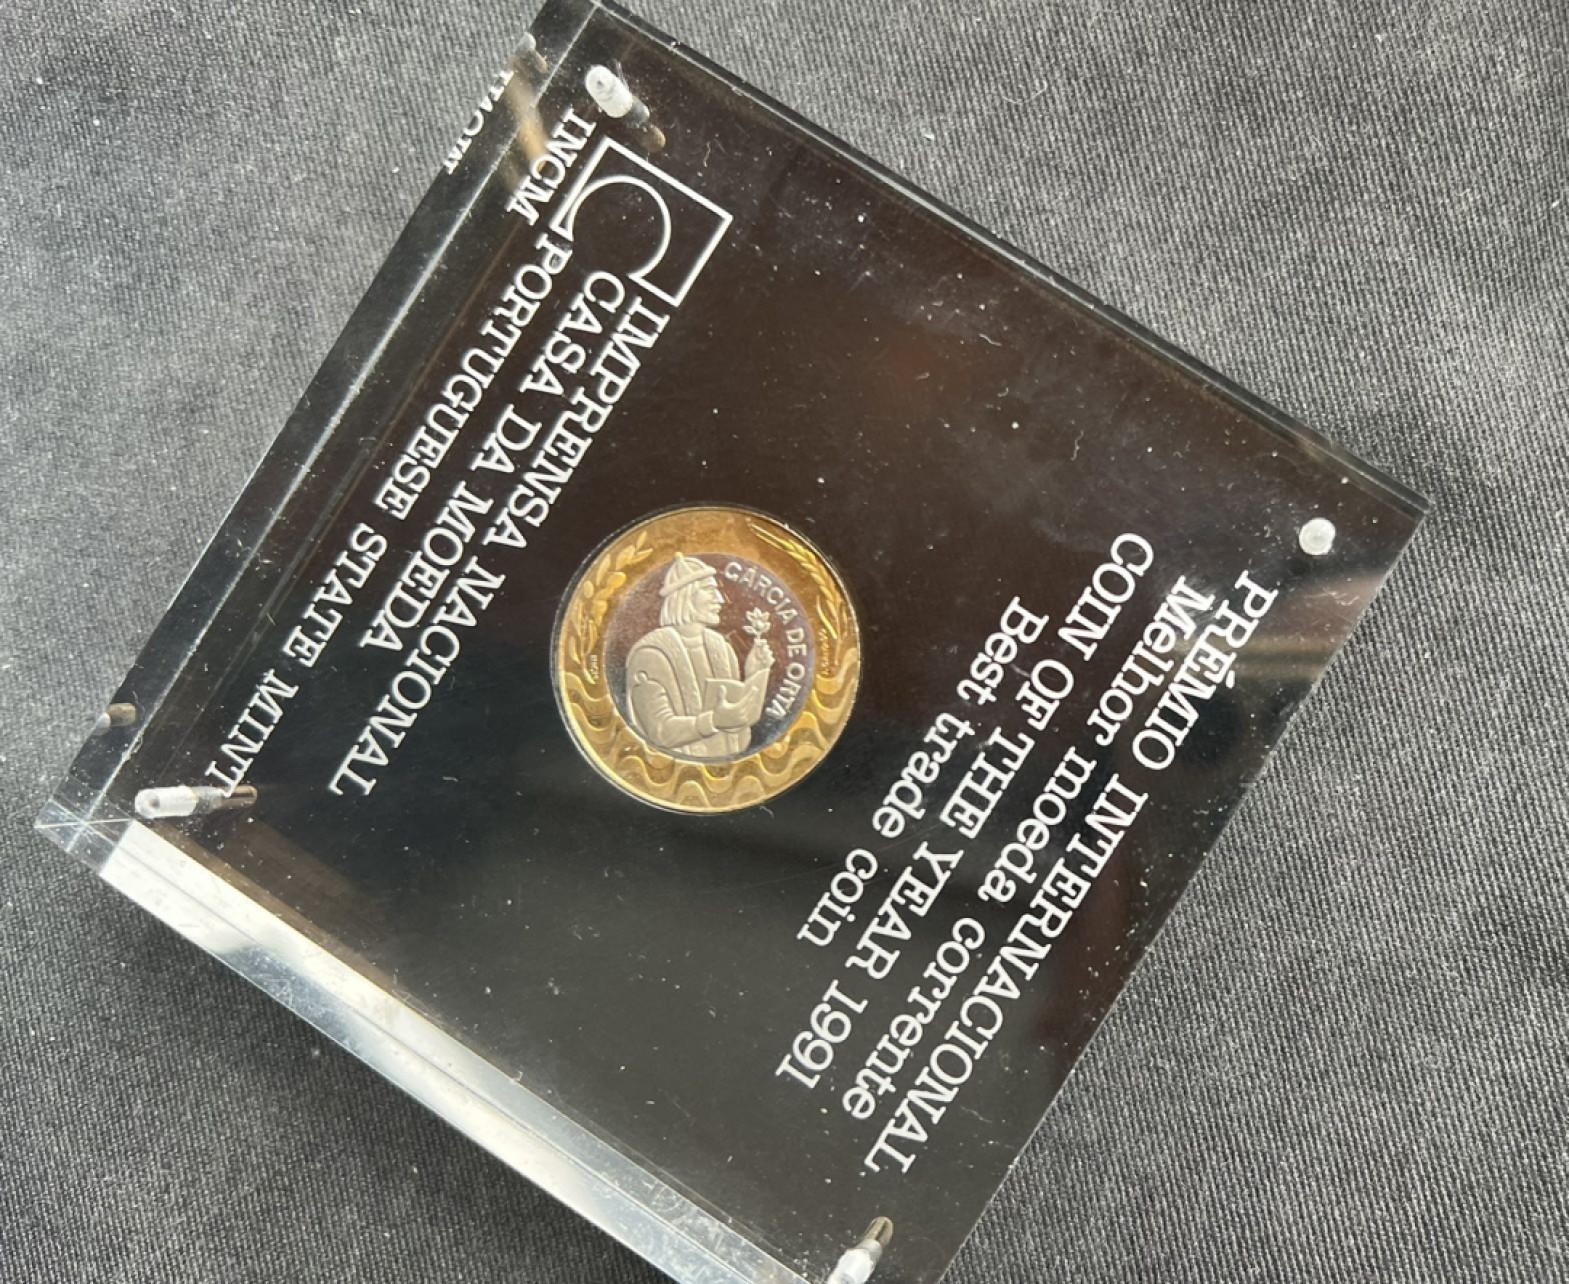 PRÉMIO INTERNACIONAL
Melhor moeda corrente
COIN OF THE YEAR 1991
Best trade coin
GARCIA DE ORTA
IMPRENSA NACIONAL
CASA DA MOEDA
INCM PORTUGUESE STATE MINT